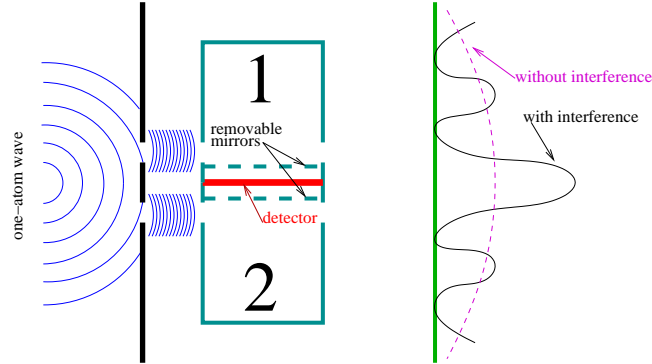 one-atom wave
1
removable
mirrors
detector
2
without interference
with interference